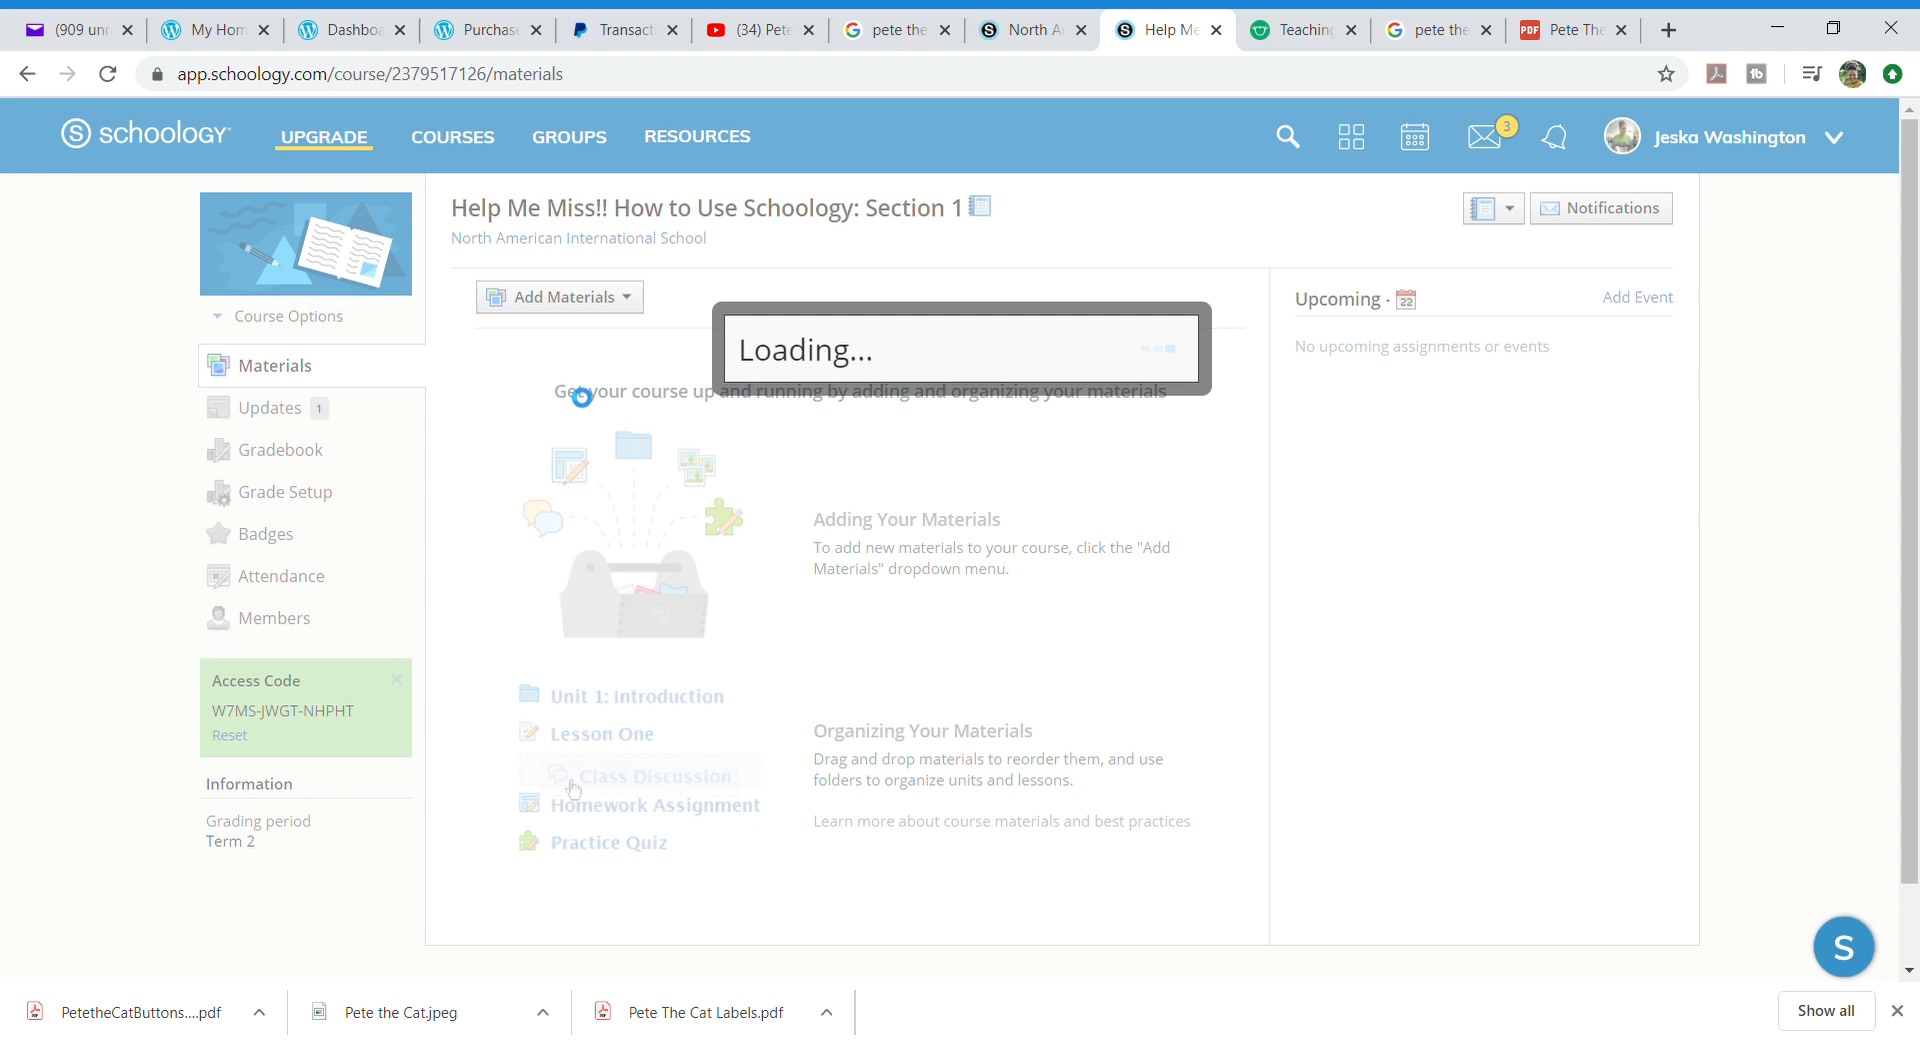 (909 unr
My Hom
Dashboa
Purchase
Transact
(34) Pete
pete the
North A
Help Me
Teaching
pete the
Pete The
app.schoology.com/course/2379517126/materials
schoology
UPGRADE
COURSES
GROUPS
RESOURCES
3
Jeska Washington
Help Me Miss!! How to Use Schoology: Section 1
North American International School
Notifications
Course Options
Materials
Updates 1
Gradebook
Grade Setup
Badges
Attendance
Members
Access Code
W7MS-JWGT-NHPHT
Reset
Information
Grading period
Term 2
Add Materials
Loading...
Get your course up and running by adding and organizing your materials
Adding Your Materials
To add new materials to your course, click the "Add
Materials" dropdown menu.
Unit 1: Introduction
Lesson One
Class Discussion
Homework Assignment
Practice Quiz
Organizing Your Materials
Drag and drop materials to reorder them, and use
folders to organize units and lessons.
Learn more about course materials and best practices
Upcoming · 22
Add Event
No upcoming assignments or events
S
PetetheCatButtons....pdf
Pete the Cat.jpeg
Pete The Cat Labels.pdf
Show all